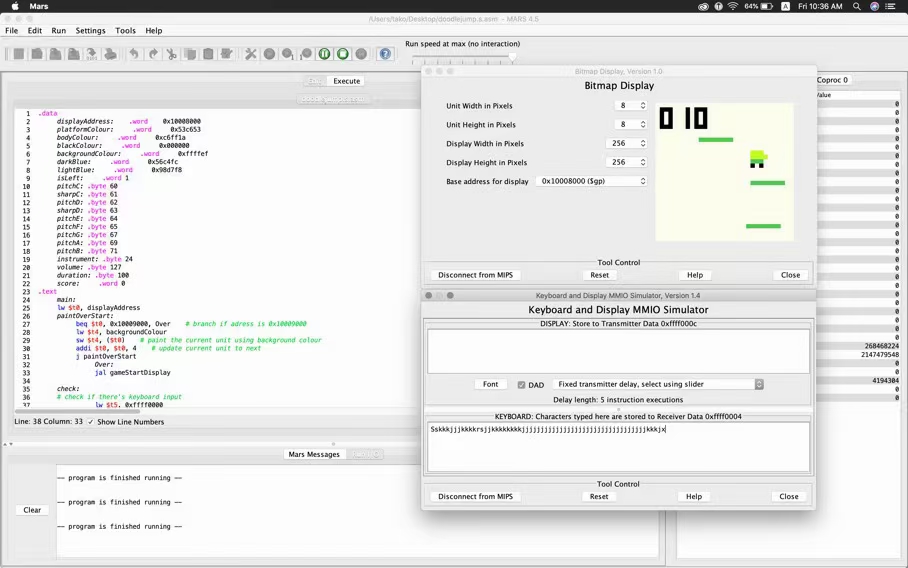 Mars
64%
A
Fri 10:36 AM
/Users/tako/Desktop/doodlejump.s.asm - MARS 4.5
File Edit Run Settings Tools Help
Run speed at max (no interaction)
Execute
Coproc 0
Value
1 .data
2 displayAddress: .word 0x10008000
3 platformColour: .word 0x53c653
4 bodyColour: .word 0xc6ff1a
5 blackColour: .word 0x000000
6 backgroundColour: .word 0xffffef
7 darkBlue: .word 0x56c4fc
8 lightBlue: .word 0x98d7f8
9 isLeft: .word 1
10 pitchC: .byte 60
11 sharpC: .byte 61
12 pitchD: .byte 62
13 sharpD: .byte 63
14 pitchE: .byte 64
15 pitchF: .byte 65
16 pitchG: .byte 67
17 pitchA: .byte 69
18 pitchB: .byte 71
19 instrument: .byte 24
20 volume: .byte 127
21 duration: .byte 100
22 score: .word 0
23 .text
24 main:
25 lw $t0, displayAddress
26 paintOverStart:
27 beq $t0, 0x10009000, Over # branch if adress is 0x10009000
28 lw $t4, backgroundColour
29 sw $t4, ($t0) # paint the current unit using background colour
30 addi $t0, $t0, 4 # update current unit to next
31 j paintOverStart
32 Over:
33 jal gameStartDisplay
34
35 check:
36 # check if there's keyboard input
37 lw $t5, 0xffff0000
Line: 38 Column: 33 Show Line Numbers
Mars Messages
Clear
-- program is finished running --
-- program is finished running --
-- program is finished running --
Bitmap Display, Version 1.0
Bitmap Display
Unit Width in Pixels 8
Unit Height in Pixels 8
Display Width in Pixels 256
Display Height in Pixels 256
Base address for display 0x10008000 ($gp)
010
Tool Control
Disconnect from MIPS Reset Help Close
Keyboard and Display MMIO Simulator, Version 1.4
Keyboard and Display MMIO Simulator
DISPLAY: Store to Transmitter Data 0xffff000c
Font DAD Fixed transmitter delay, select using slider
Delay length: 5 instruction executions
KEYBOARD: Characters typed here are stored to Receiver Data 0xffff0004
Tool Control
Disconnect from MIPS Reset Help Close
0
0
0
0
0
0
0
0
0
0
0
0
0
268468224
2147479548
0
0
4194304
0
0